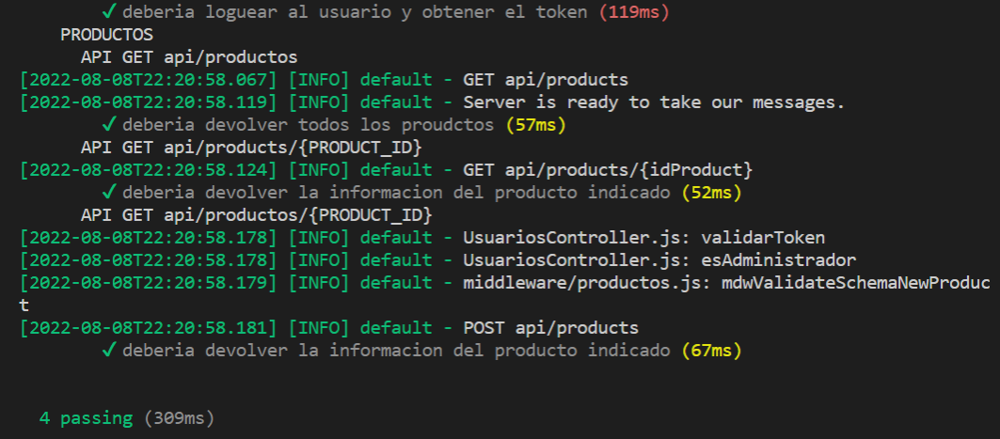 ✓ deberia loguear al usuario y obtener el token (119ms)
PRODUCTOS
API GET api/productos
[2022-08-08T22:20:58.067] [INFO] default - GET api/products
[2022-08-08T22:20:58.119] [INFO] default - Server is ready to take our messages.
✓ deberia devolver todos los proudctos (57ms)
API GET api/products/{PRODUCT_ID}
[2022-08-08T22:20:58.124] [INFO] default - GET api/products/{idProduct}
✓ deberia devolver la informacion del producto indicado (52ms)
API GET api/productos/{PRODUCT_ID}
[2022-08-08T22:20:58.178] [INFO] default - UsuariosController.js: validarToken
[2022-08-08T22:20:58.178] [INFO] default - UsuariosController.js: esAdministrador
[2022-08-08T22:20:58.179] [INFO] default - middleware/productos.js: mdwValidateSchemaNewProduc
t
[2022-08-08T22:20:58.181] [INFO] default - POST api/products
✓ deberia devolver la informacion del producto indicado (67ms)
4 passing (309ms)